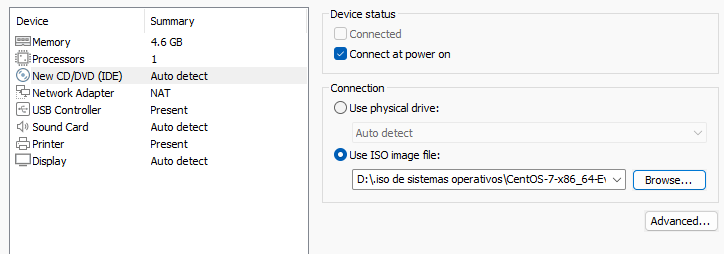 Device Summary
Memory 4.6 GB
Processors 1
New CD/DVD (IDE) Auto detect
Network Adapter NAT
USB Controller Present
Sound Card Auto detect
Printer Present
Display Auto detect
Device status
Connected
Connect at power on
Connection
Use physical drive:
Auto detect
Use ISO image file:
D:\.iso de sistemas operativos\CentOS-7-x86_64-Ev Browse...
Advanced...